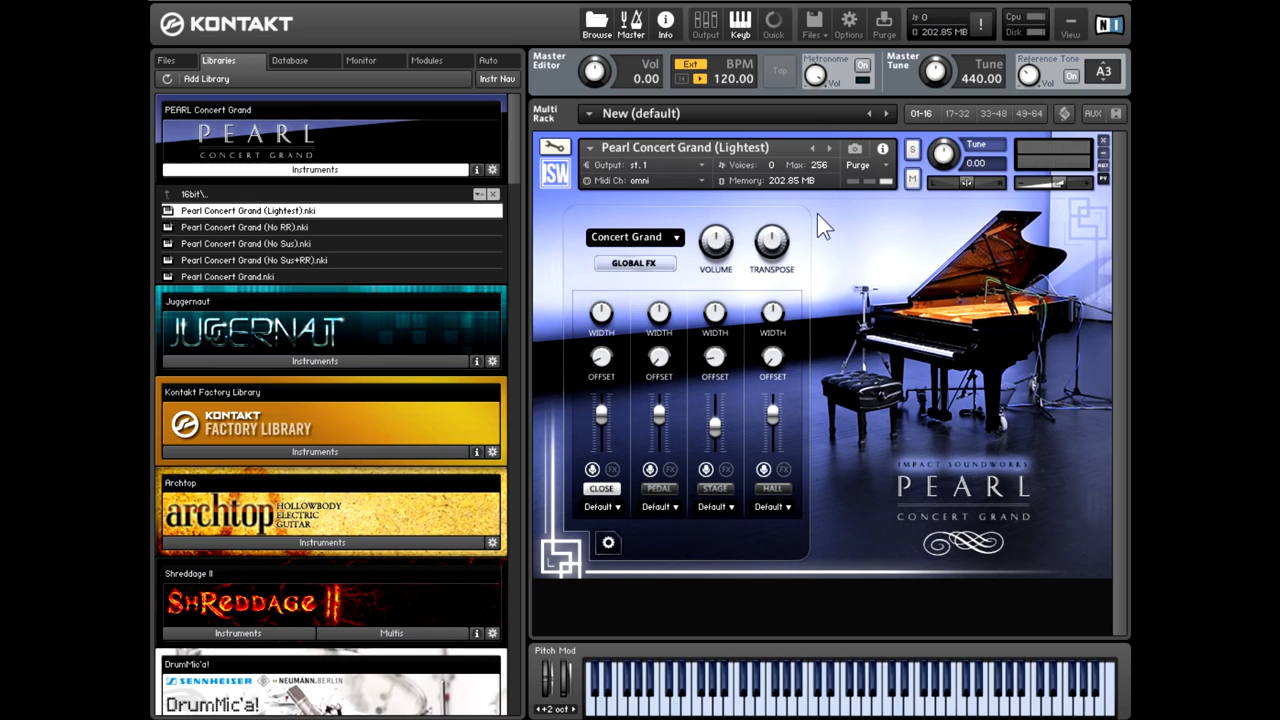 KONTAKT
Browse Master Info Output Keyb Quick Files Options Purge
0
202.85 MB
!
Cpu
Disk
View
NI
Files Libraries Database Monitor Modules Auto
Add Library
Instr Nav
Master
Editor
Vol
0.00
Ext
BPM
120.00
Tap
Metronome
Vol
On
Master
Tune
Tune
440.00
Reference Tone
Vol
On
A3
Multi
Rack
New (default)
01-16 17-32 33-48 49-64
AUX
PEARL Concert Grand
PEARL
CONCERT GRAND
Instruments
16bit\..
Pearl Concert Grand (Lightest).nki
Pearl Concert Grand (No RR).nki
Pearl Concert Grand (No Sus).nki
Pearl Concert Grand (No Sus+RR).nki
Pearl Concert Grand.nki
Juggernaut
JUGGERNAUT
Instruments
Kontakt Factory Library
KONTAKT
FACTORY LIBRARY
Instruments
Archtop
archtop
HOLLOWBODY
ELECTRIC
GUITAR
Instruments
Shreddage II
SHREDDAGE II
Instruments
Multis
DrumMic'a!
SENNHEISER
NEUMANN.BERLIN
DrumMic'a!
ISW
Pearl Concert Grand (Lightest)
Output: st. 1
Voices: 0 Max: 256
Purge
Midi Ch: omni
Memory: 202.85 MB
S
M
Tune
0.00
L
R
AUX
PV
Concert Grand
GLOBAL FX
VOLUME
TRANSPOSE
WIDTH WIDTH WIDTH WIDTH
OFFSET OFFSET OFFSET OFFSET
FX FX FX FX
CLOSE PEDAL STAGE HALL
Default Default Default Default
IMPACT SOUNDWORKS
PEARL
CONCERT GRAND
Pitch Mod
+2 oct